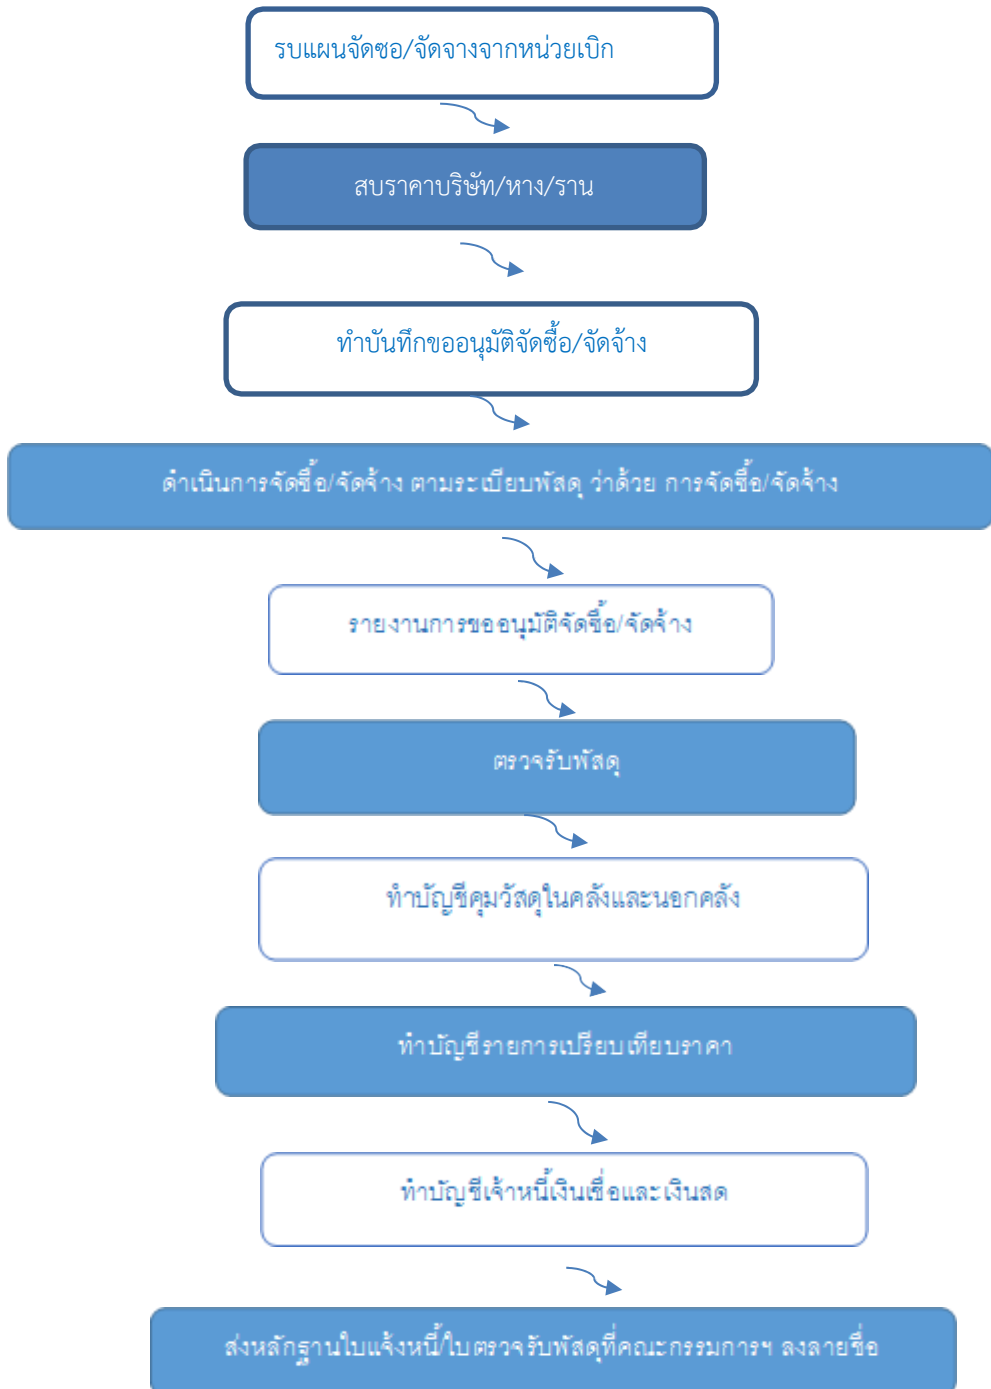 รบแผนจัดซอ/จัดจางจากหน่วยเบิก
สบราคาบริษัท/หาง/ราน
ทำบันทึกขออนุมัติจัดซื้อ/จัดจ้าง
ดำเนินการจัดซื้อ/จัดจ้าง ตามระเบียบพัสดุ ว่าด้วย การจัดซื้อ/จัดจ้าง
รายงานการขออนุมัติจัดซื้อ/จัดจ้าง
ตรวจรับพัสดุ
ทำบัญชีคุมวัสดุในคลังและนอกคลัง
ทำบัญชีรายการเปรียบเทียบราคา
ทำบัญชีเจ้าหนี้เงินเชื่อและเงินสด
ส่งหลักฐานใบแจ้งหนี้/ใบตรวจรับพัสดุที่คณะกรรมการฯ ลงลายชื่อ